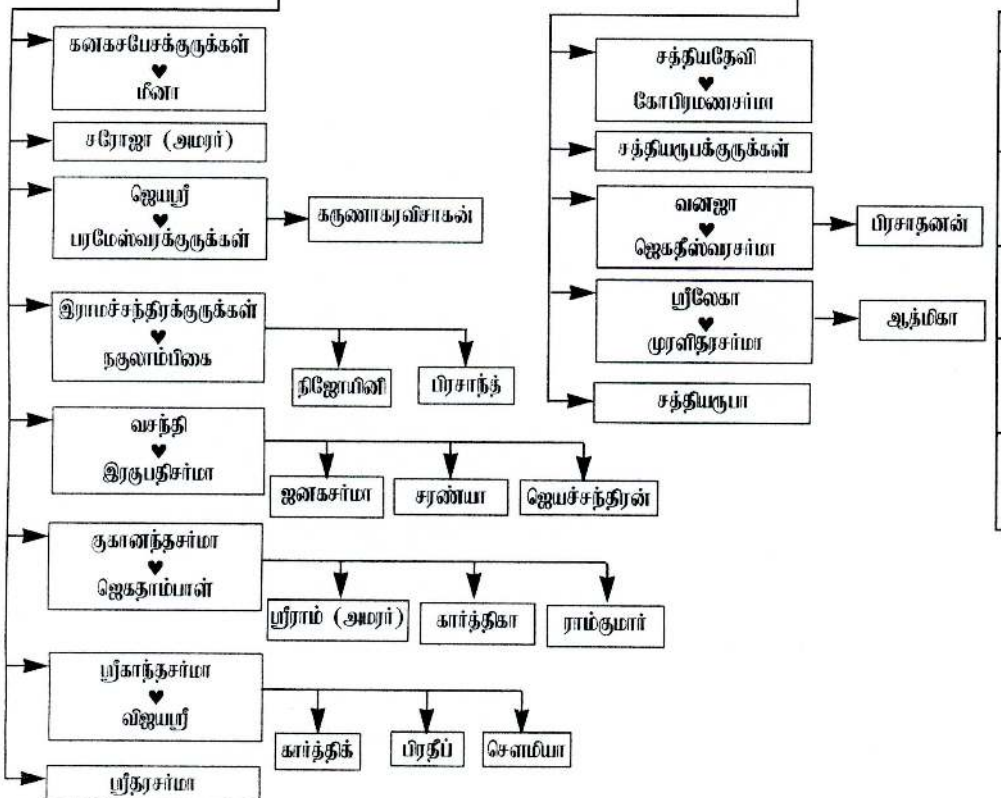 கனகசபேசக்குருக்கள்
♥
மீனா
சரோஜா (அமரர்)
ஜெயஸ்ரீ
♥
பரமேஸ்வரக்குருக்கள்
கருணாகரவிசாகன்
இராமச்சந்திரக்குருக்கள்
♥
நகுலாம்பிகை
நிஜோயினி
பிரசாந்த்
வசந்தி
♥
இரகுபதிசர்மா
ஜனகசர்மா
சரண்யா
ஜெயச்சந்திரன்
குகானந்தசர்மா
♥
ஜெகதாம்பாள்
ஸ்ரீராம் (அமரர்)
கார்த்திகா
ராம்குமார்
ஸ்ரீகாந்தசர்மா
♥
விஜயஸ்ரீ
கார்த்திக்
பிரதீப்
சௌமியா
ஸ்ரீதரசர்மா
சத்தியதேவி
♥
கோபிரமணசர்மா
சத்தியரூபக்குருக்கள்
வனஜா
♥
ஜெகதீஸ்வரசர்மா
பிரசாதனன்
ஸ்ரீலேகா
♥
முரளிதரசர்மா
ஆத்மிகா
சத்தியரூபா